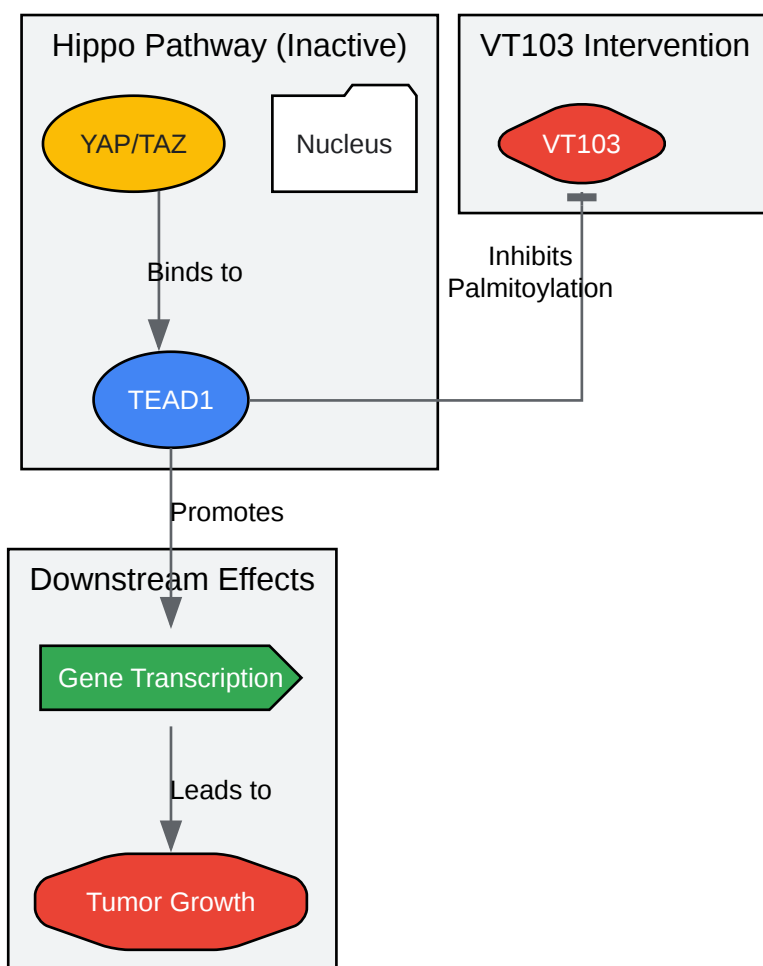 Hippo Pathway (Inactive)
VT103 Intervention
YAP/TAZ
Nucleus
VT103
Binds to
Inhibits
Palmitoylation
TEAD1
Promotes
Downstream Effects
Gene Transcription
Leads to
Tumor Growth